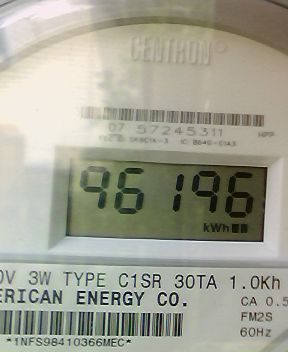 CENTRON®
07 57245311 HPP
96196
kWh
0V 3W TYPE C1SR 30TA 1.0Kh
ERICAN ENERGY CO.
CA 0.5
FM2S
*1NFS98410366MEC*
60Hz